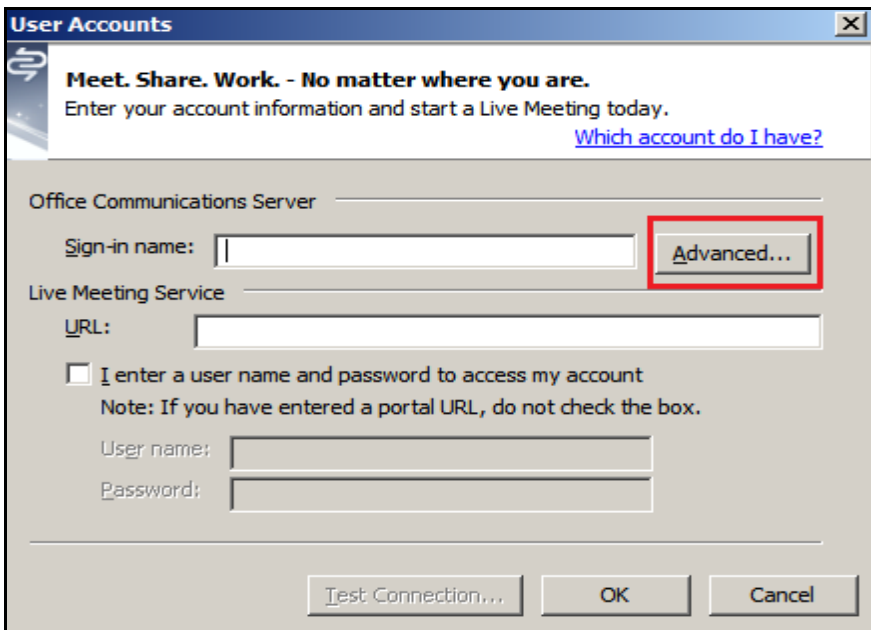 User Accounts
Meet. Share. Work. - No matter where you are.
Enter your account information and start a Live Meeting today.
Which account do I have?
Office Communications Server
Sign-in name: Advanced...
Live Meeting Service
URL:
I enter a user name and password to access my account
Note: If you have entered a portal URL, do not check the box.
User name:
Password:
Test Connection... OK Cancel